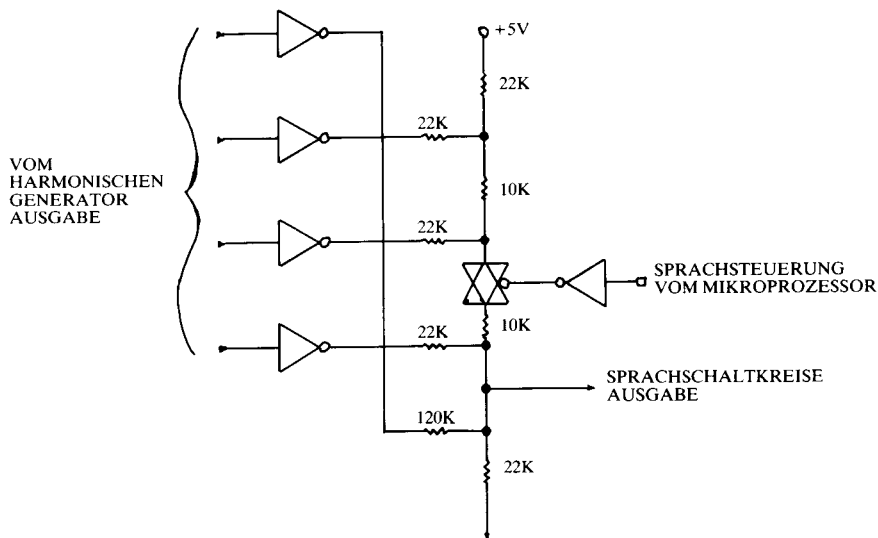 +5V
22K
22K
VOM
HARMONISCHEN
GENERATOR
AUSGABE
10K
22K
SPRACHSTEUERUNG
VOM MIKROPROZESSOR
10K
22K
SPRACHSCHALTKREISE
AUSGABE
120K
22K